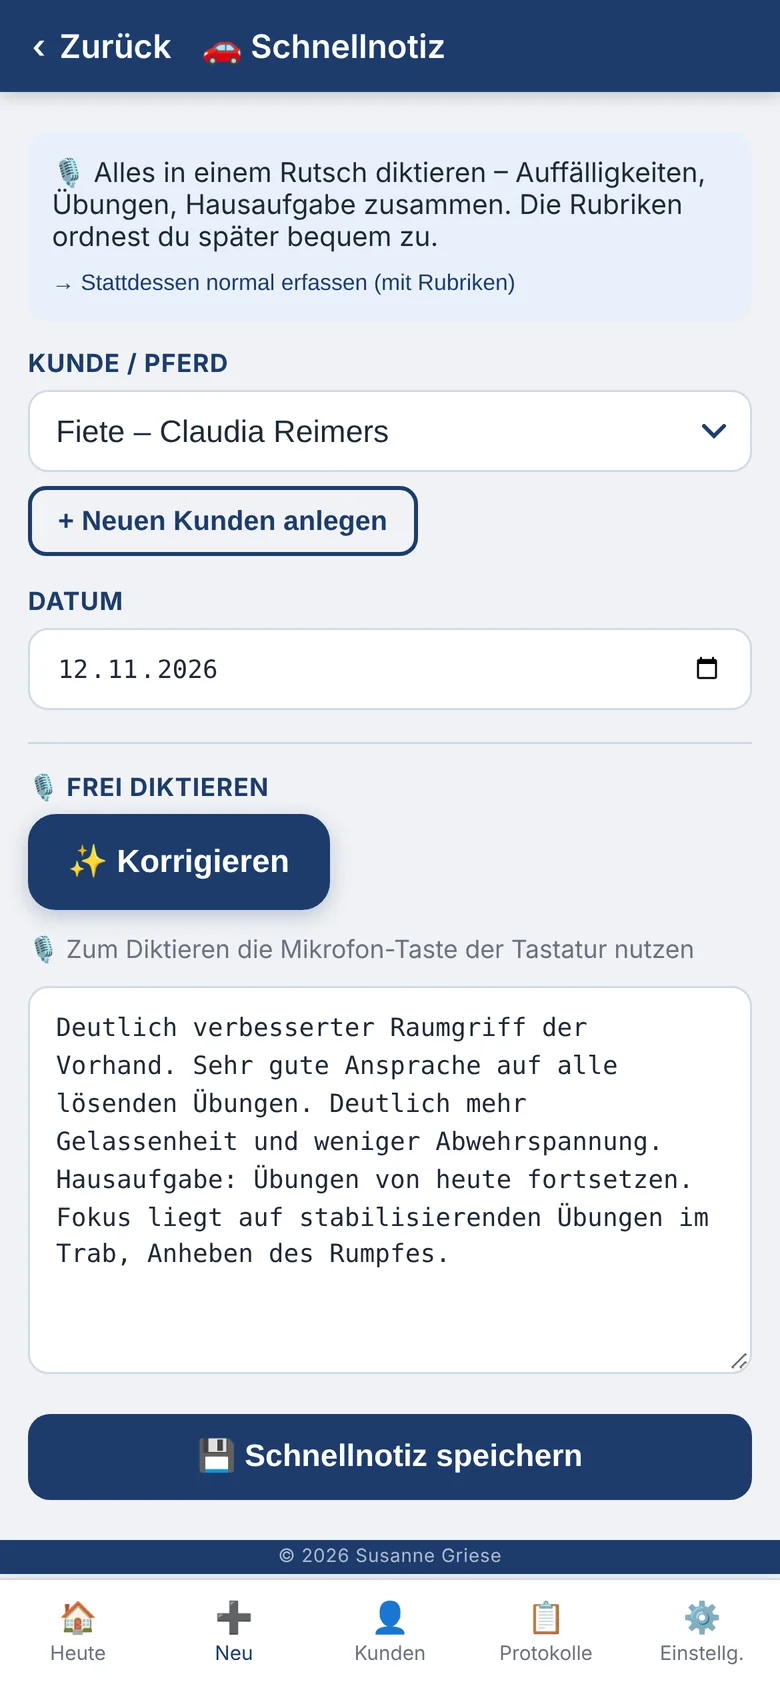 ‹ Zurück 🚗 Schnellnotiz
🎙️ Alles in einem Rutsch diktieren – Auffälligkeiten,
Übungen, Hausaufgabe zusammen. Die Rubriken
ordnest du später bequem zu.
→ Stattdessen normal erfassen (mit Rubriken)
KUNDE / PFERD
Fiete – Claudia Reimers
+ Neuen Kunden anlegen
DATUM
12.11.2026
🎙️ FREI DIKTIEREN
✨ Korrigieren
🎙️ Zum Diktieren die Mikrofon-Taste der Tastatur nutzen
Deutlich verbesserter Raumgriff der
Vorhand. Sehr gute Ansprache auf alle
lösenden Übungen. Deutlich mehr
Gelassenheit und weniger Abwehrspannung.
Hausaufgabe: Übungen von heute fortsetzen.
Fokus liegt auf stabilisierenden Übungen im
Trab, Anheben des Rumpfes.
💾 Schnellnotiz speichern
© 2026 Susanne Griese
Heute Neu Kunden Protokolle Einstellg.